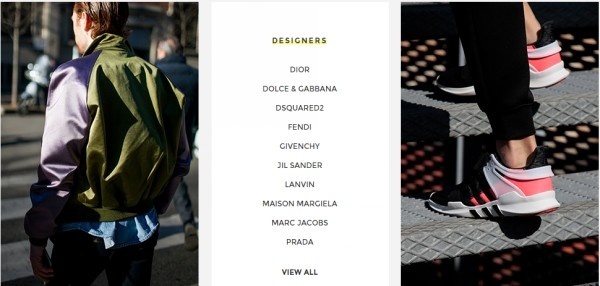 DESIGNERS
DIOR
DOLCE & GABBANA
DSQUARED2
FENDI
GIVENCHY
JIL SANDER
LANVIN
MAISON MARGIELA
MARC JACOBS
PRADA
VIEW ALL